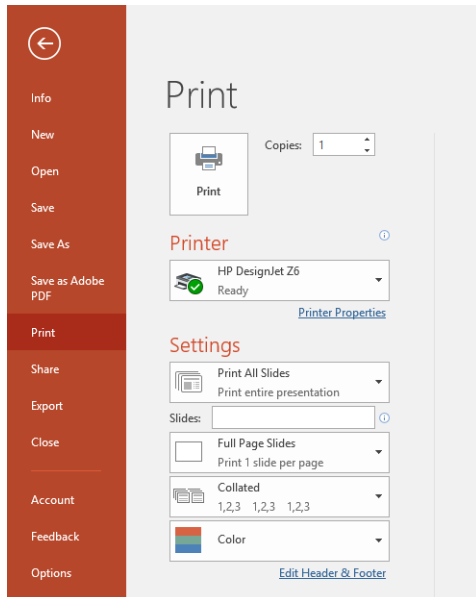 Info
New
Open
Save
Save As
Save as Adobe
PDF
Print
Share
Export
Close
Account
Feedback
Options
Print
Print
Copies: 1
Printer
HP DesignJet Z6
Ready
Printer Properties
Settings
Print All Slides
Print entire presentation
Slides:
Full Page Slides
Print 1 slide per page
Collated
1,2,3 1,2,3 1,2,3
Color
Edit Header & Footer